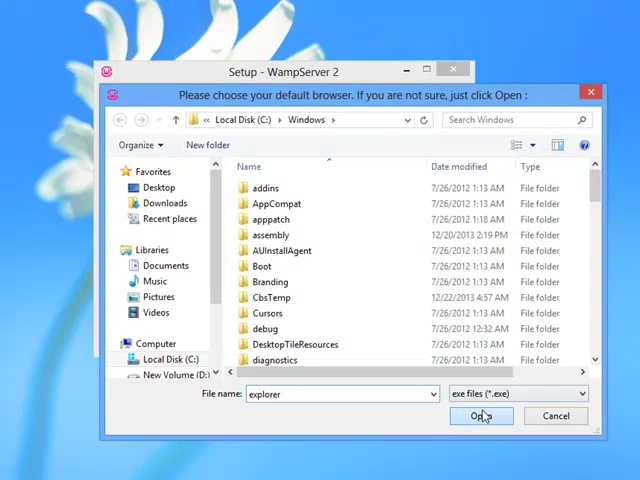 Setup - WampServer 2
Please choose your default browser. If you are not sure, just click Open :
« Local Disk (C:) Windows
Search Windows
Organize
New folder
Name Date modified Type
Favorites
Desktop
Downloads
Recent places
Libraries
Documents
Music
Pictures
Videos
Computer
Local Disk (C:)
New Volume (D:)
addins 7/26/2012 1:13 AM File folder
AppCompat 7/26/2012 1:13 AM File folder
apppatch 7/26/2012 1:18 AM File folder
assembly 12/20/2013 2:19 PM File folder
AUInstallAgent 7/26/2012 1:13 AM File folder
Boot 7/26/2012 1:13 AM File folder
Branding 7/26/2012 1:13 AM File folder
CbsTemp 12/22/2013 4:57 AM File folder
Cursors 7/26/2012 1:13 AM File folder
debug 7/26/2012 12:32 AM File folder
DesktopTileResources 7/26/2012 1:13 AM File folder
diagnostics 7/26/2012 1:13 AM File folder
File name: explorer exe files (*.exe)
Open Cancel